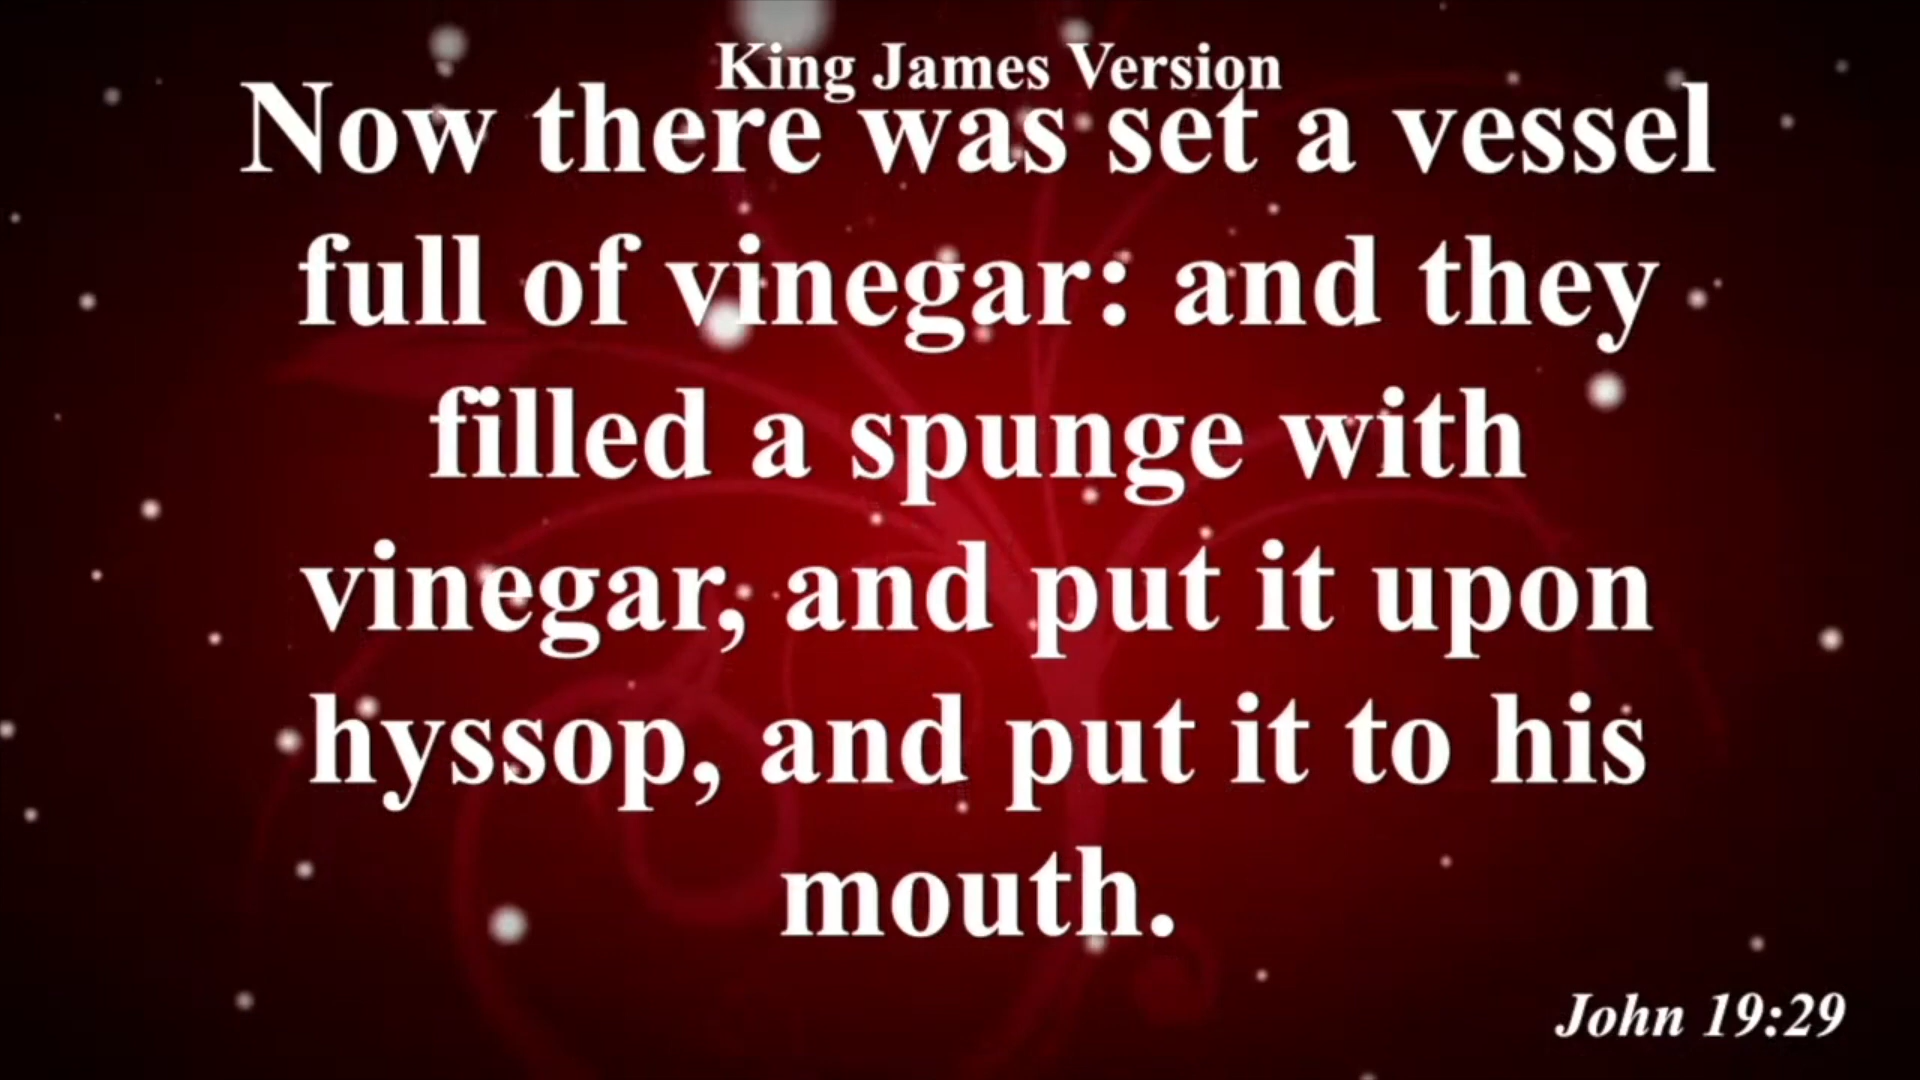 King James Version
Now there was set a vessel
full of vinegar: and they
filled a spunge with
vinegar, and put it upon
hyssop, and put it to his
mouth.
John 19:29